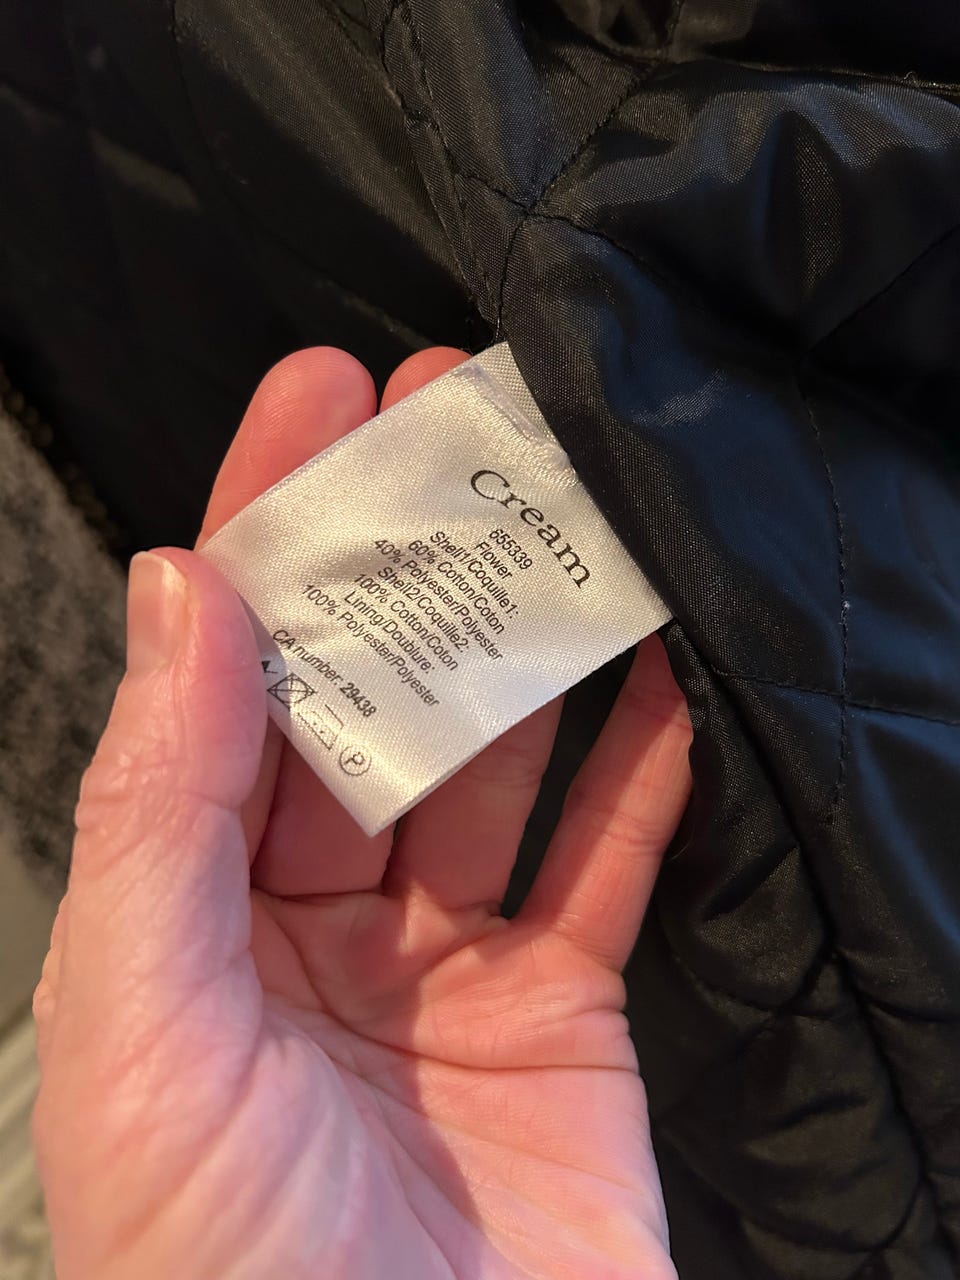 Cream
655339
Flower
Shell1/Coquille1:
60% Cotton/Coton
40% Polyester/Polyester
Shell2/Coquille2:
100% Cotton/Coton
Lining/Doublure:
100% Polyester/Polyester
CA number: 29438
P